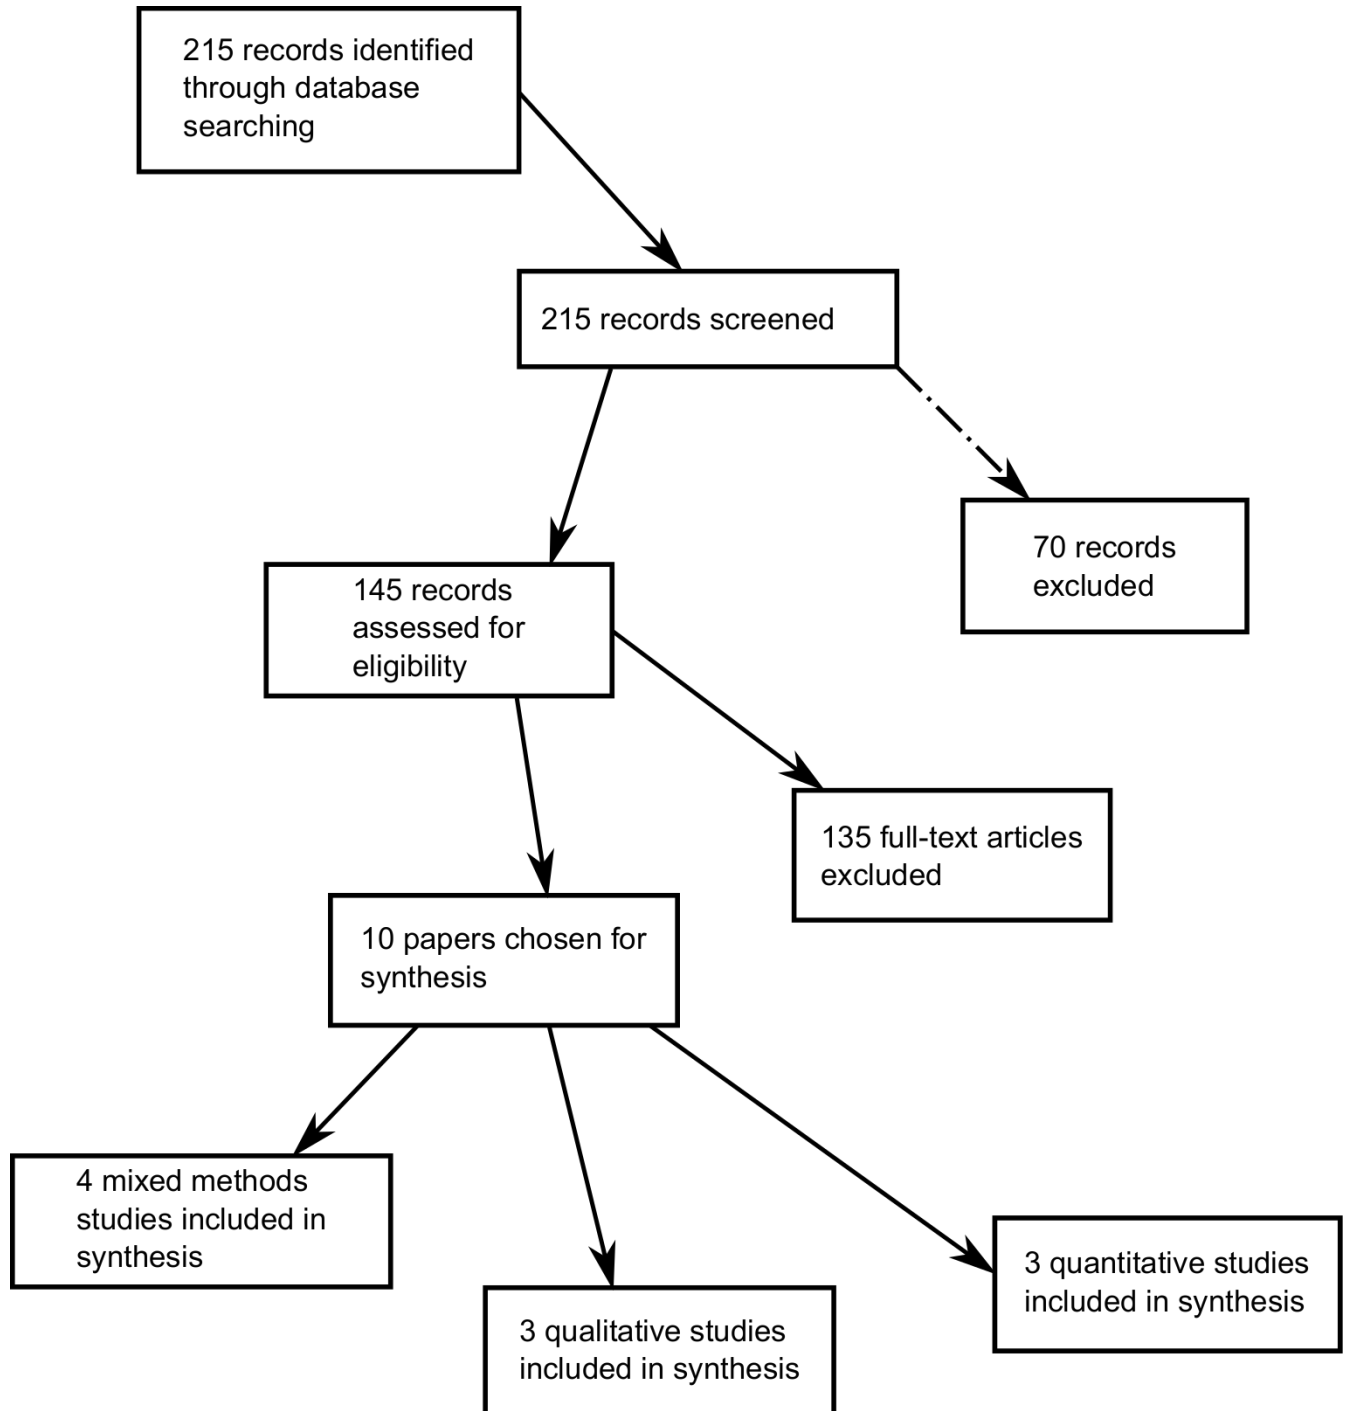 215 records identified
through database
searching
215 records screened
70 records
excluded
145 records
assessed for
eligibility
135 full-text articles
excluded
10 papers chosen for
synthesis
4 mixed methods
studies included in
synthesis
3 qualitative studies
included in synthesis
3 quantitative studies
included in synthesis